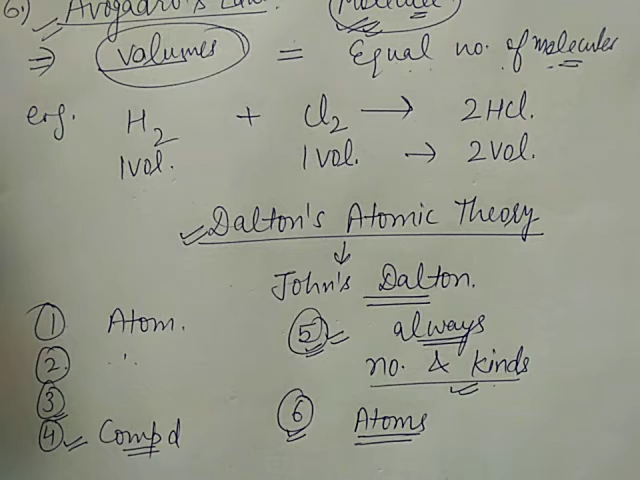 6.) Avogadro's Law (Molecule)
⇒ Volumes = Equal no. of molecules
e.g. H2 + Cl2 → 2HCl.
1vol. 1vol. → 2vol.
Dalton's Atomic Theory
↓
John's Dalton.
① Atom. ⑤ always
② no. & kinds
③
④ Compd ⑥ Atoms